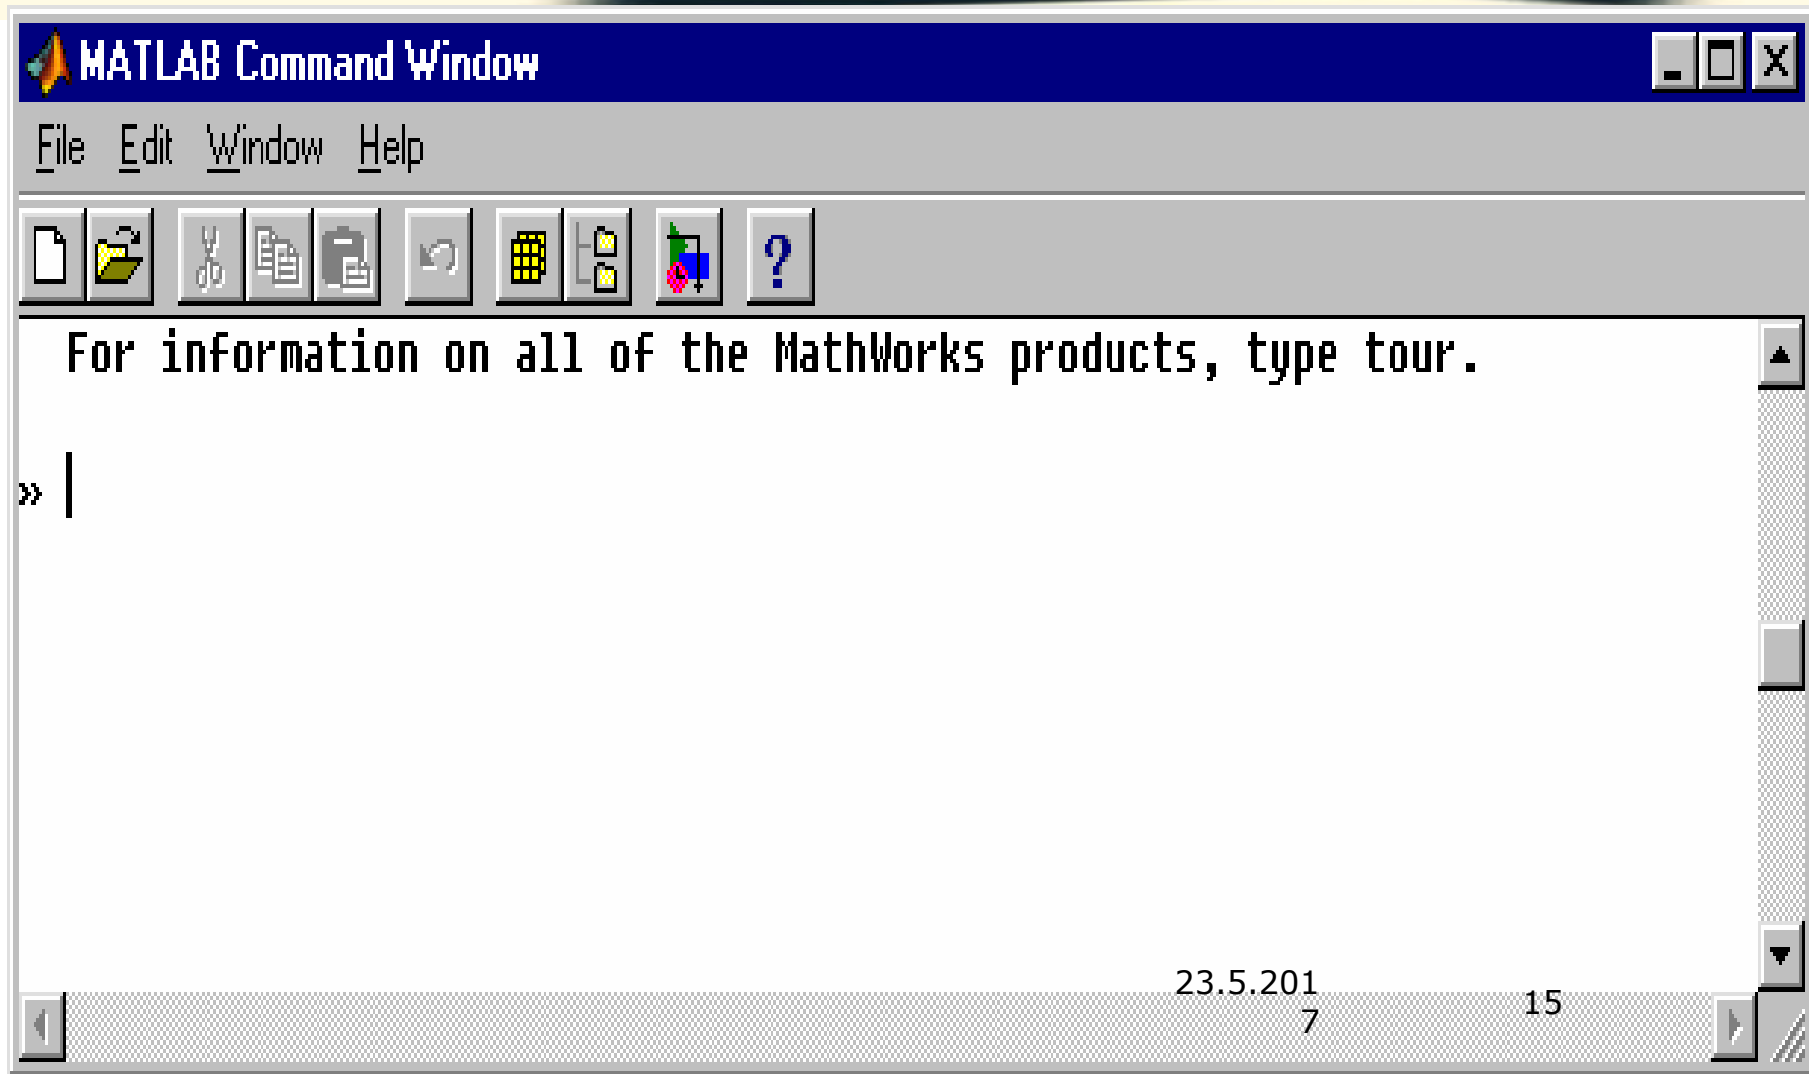 MATLAB Command Window
File Edit Window Help
?
For information on all of the MathWorks products, type tour.
»
23.5.201
7
15